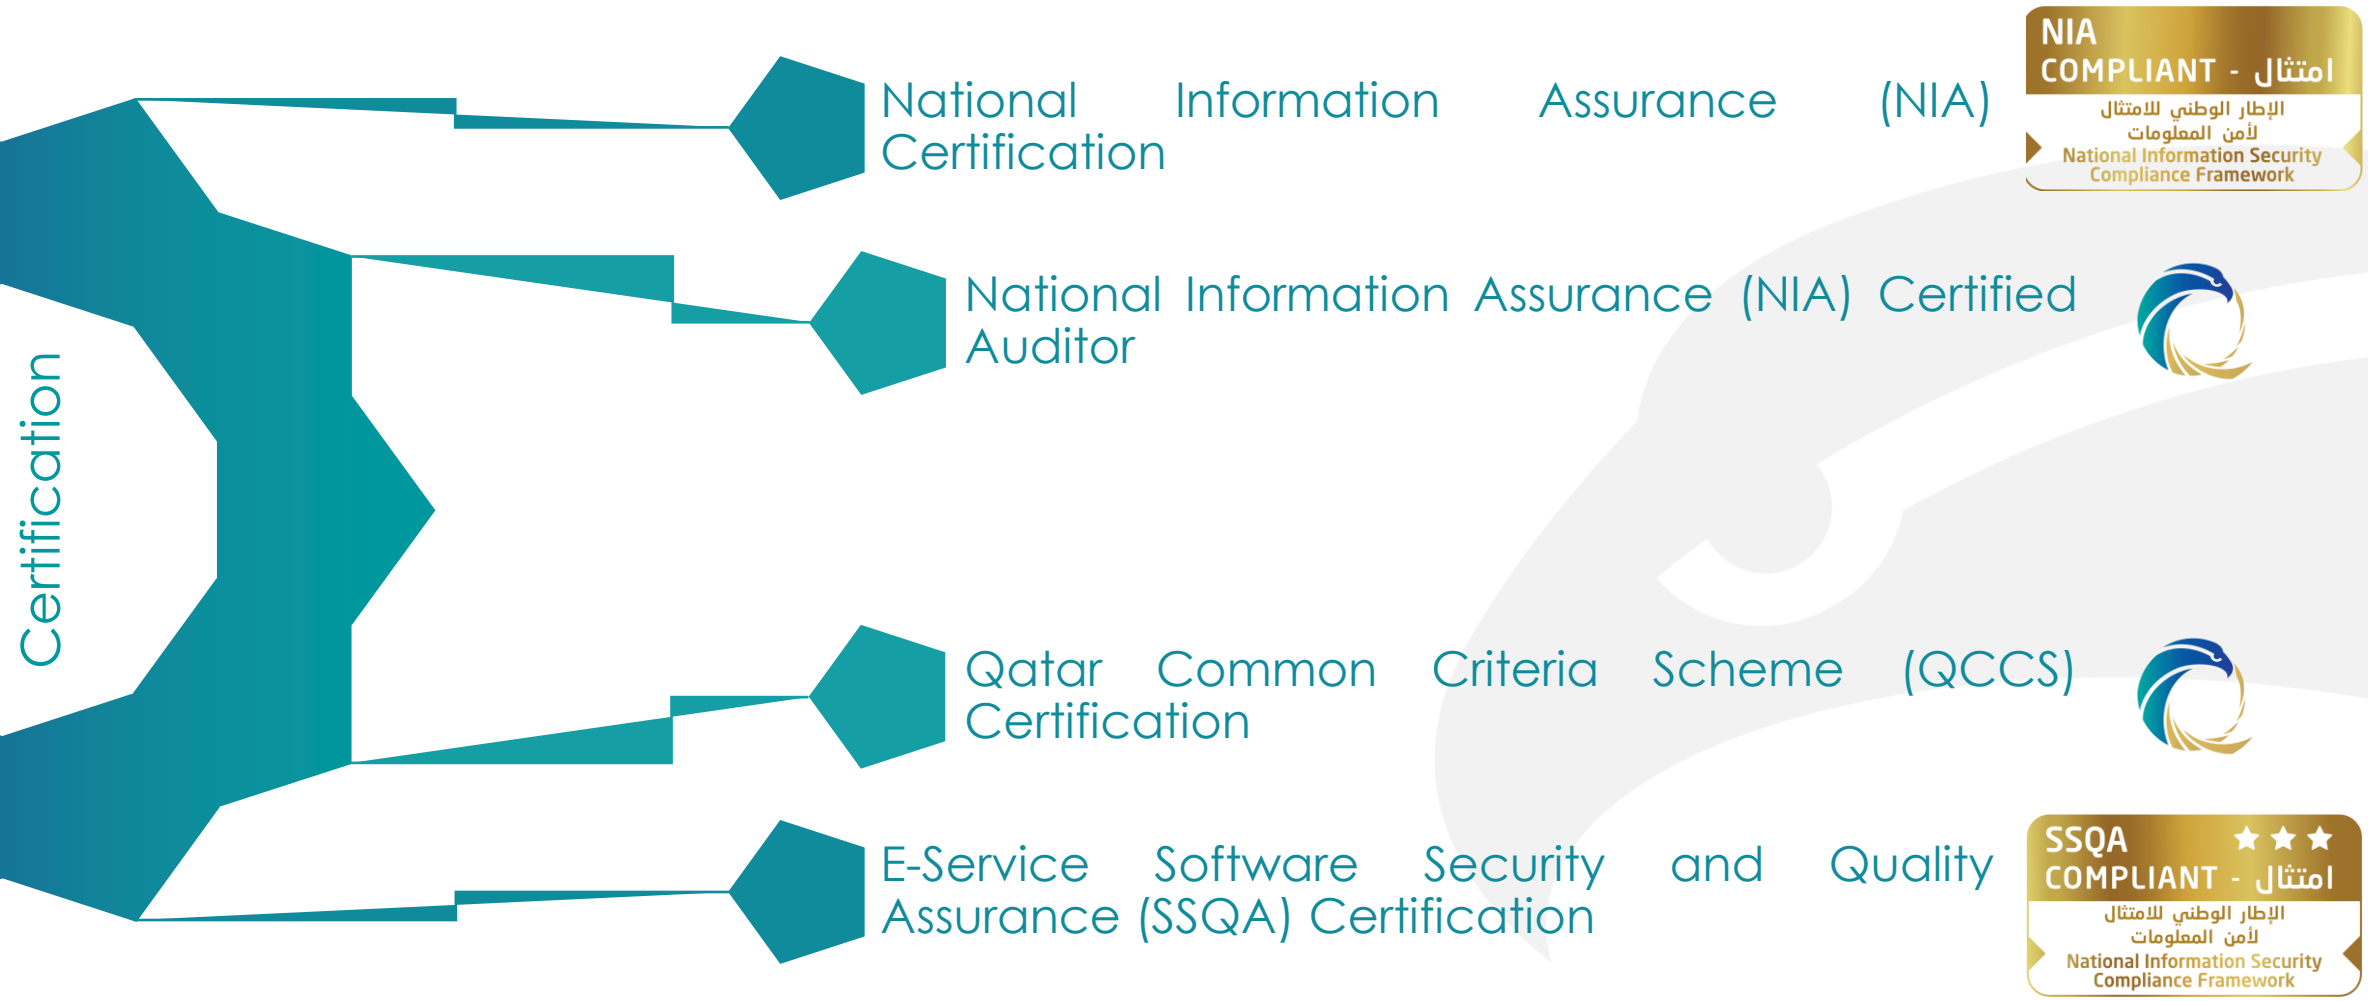 Certification
National Information Assurance (NIA)
Certification
NIA
COMPLIANT - امتثال
الإطار الوطني للامتثال
لأمن المعلومات
National Information Security
Compliance Framework
National Information Assurance (NIA) Certified
Auditor
Qatar Common Criteria Scheme (QCCS)
Certification
E-Service Software Security and Quality
Assurance (SSQA) Certification
SSQA
COMPLIANT - امتثال
الإطار الوطني للامتثال
لأمن المعلومات
National Information Security
Compliance Framework